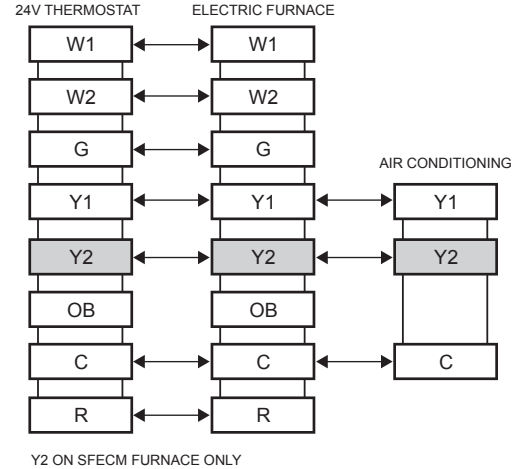 24V THERMOSTAT ELECTRIC FURNACE
W1 W1
W2 W2
G G
AIR CONDITIONING
Y1 Y1 Y1
Y2 Y2 Y2
OB OB
C C C
R R
Y2 ON SFECM FURNACE ONLY